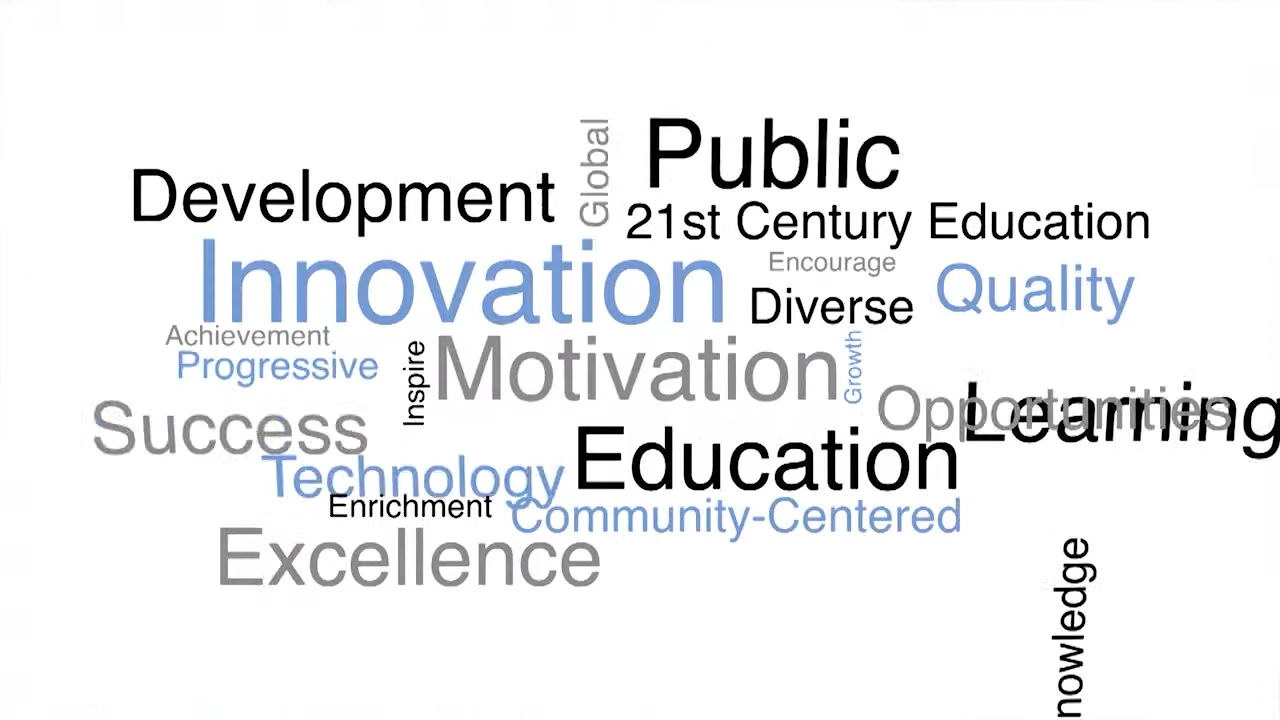 Global
Public
Development
21st Century Education
Innovation
Encourage
Quality
Diverse
Achievement
Progressive
Inspire
Motivation
Growth
Opportunities
Learning
Success
Education
Technology
Enrichment
Community-Centered
Excellence
nowledge